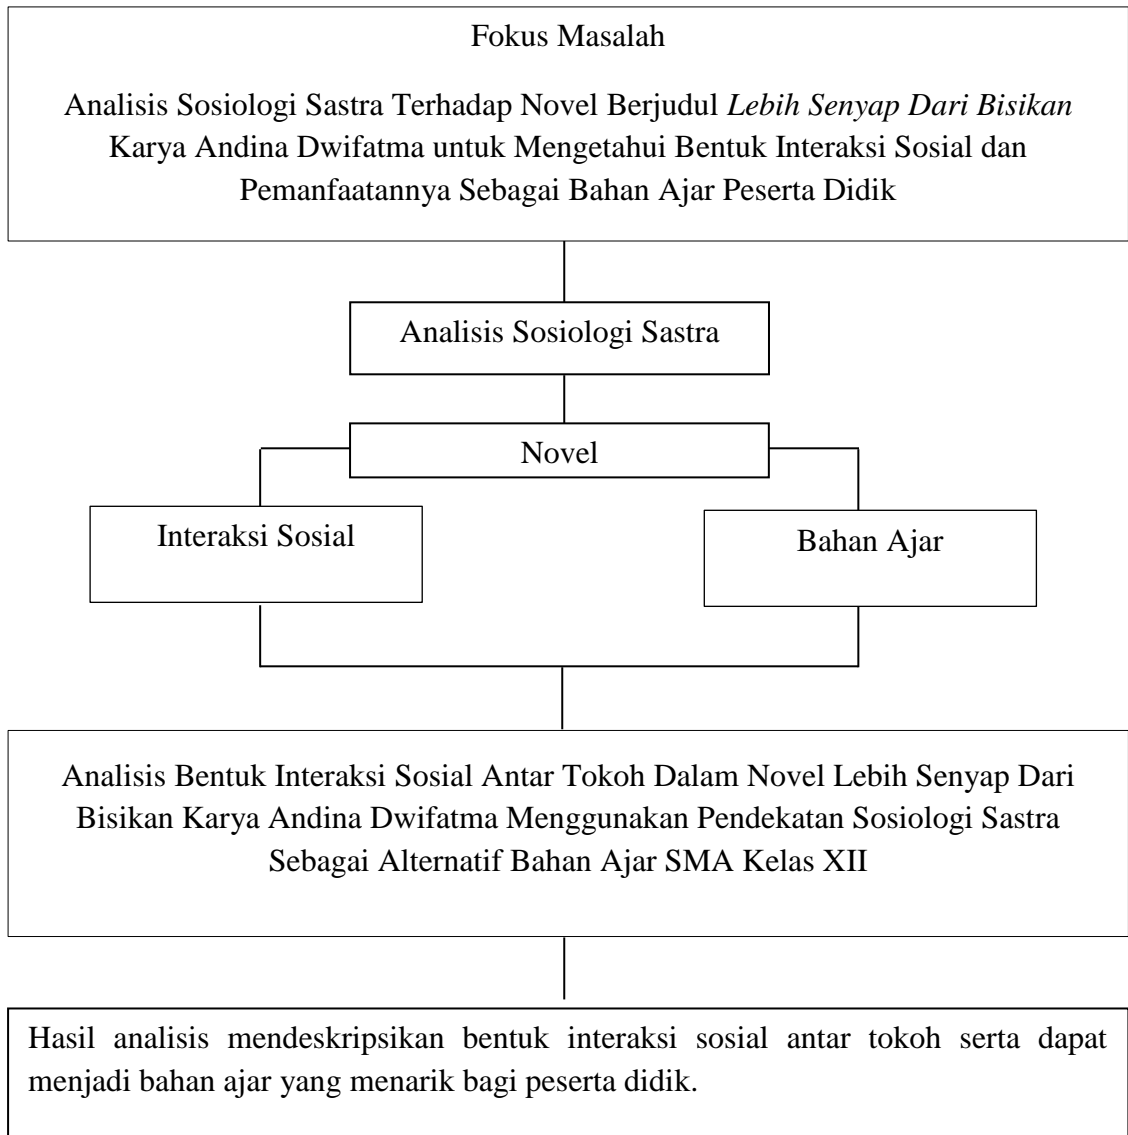 Fokus Masalah
Analisis Sosiologi Sastra Terhadap Novel Berjudul Lebih Senyap Dari Bisikan
Karya Andina Dwifatma untuk Mengetahui Bentuk Interaksi Sosial dan
Pemanfaatannya Sebagai Bahan Ajar Peserta Didik
Analisis Sosiologi Sastra
Novel
Interaksi Sosial
Bahan Ajar
Analisis Bentuk Interaksi Sosial Antar Tokoh Dalam Novel Lebih Senyap Dari
Bisikan Karya Andina Dwifatma Menggunakan Pendekatan Sosiologi Sastra
Sebagai Alternatif Bahan Ajar SMA Kelas XII
Hasil analisis mendeskripsikan bentuk interaksi sosial antar tokoh serta dapat
menjadi bahan ajar yang menarik bagi peserta didik.